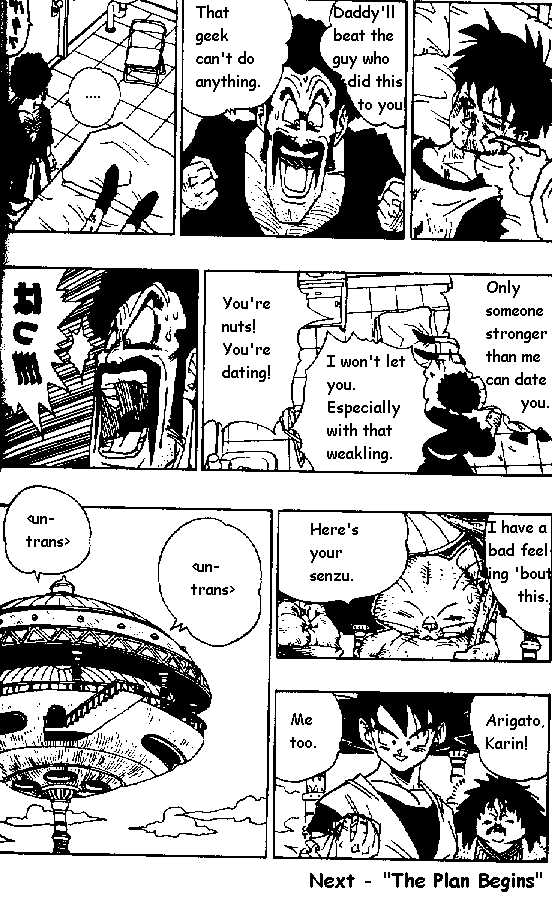 Daddy'll
beat the
guy who
did this
to you
That
geek
can't do
anything.
....
Only
someone
stronger
than me
can date
you.
I won't let
you.
Especially
with that
weakling.
You're
nuts!
You're
dating!
I have a
bad feel-
ing 'bout
this.
Here's
your
senzu.
Arigato,
Karin!
Me
too.
<un-
trans>
<un-
trans>
Next - "The Plan Begins"